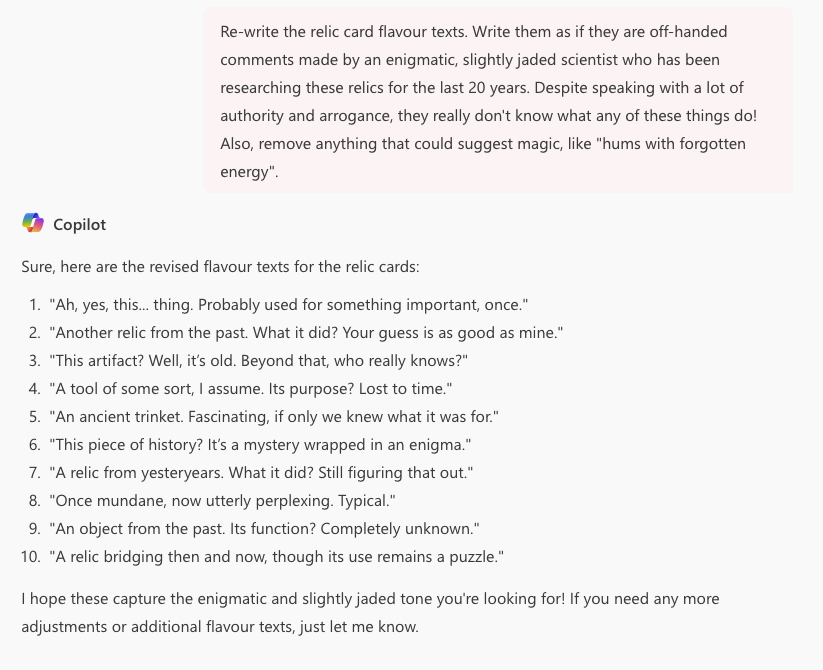 Re-write the relic card flavour texts. Write them as if they are off-handed
comments made by an enigmatic, slightly jaded scientist who has been
researching these relics for the last 20 years. Despite speaking with a lot of
authority and arrogance, they really don't know what any of these things do!
Also, remove anything that could suggest magic, like "hums with forgotten
energy".
Copilot
Sure, here are the revised flavour texts for the relic cards:
1. "Ah, yes, this... thing. Probably used for something important, once."
2. "Another relic from the past. What it did? Your guess is as good as mine."
3. "This artifact? Well, it’s old. Beyond that, who really knows?"
4. "A tool of some sort, I assume. Its purpose? Lost to time."
5. "An ancient trinket. Fascinating, if only we knew what it was for."
6. "This piece of history? It’s a mystery wrapped in an enigma."
7. "A relic from yesteryears. What it did? Still figuring that out."
8. "Once mundane, now utterly perplexing. Typical."
9. "An object from the past. Its function? Completely unknown."
10. "A relic bridging then and now, though its use remains a puzzle."
I hope these capture the enigmatic and slightly jaded tone you're looking for! If you need any more
adjustments or additional flavour texts, just let me know.